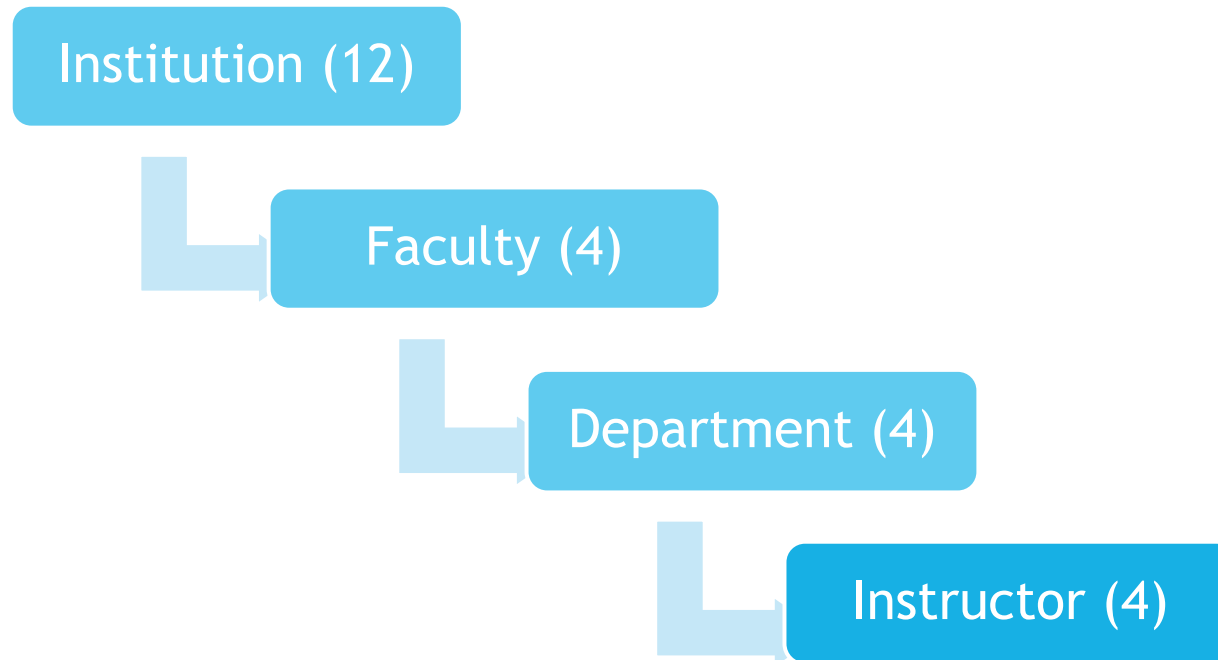 Institution (12)
Faculty (4)
Department (4)
Instructor (4)